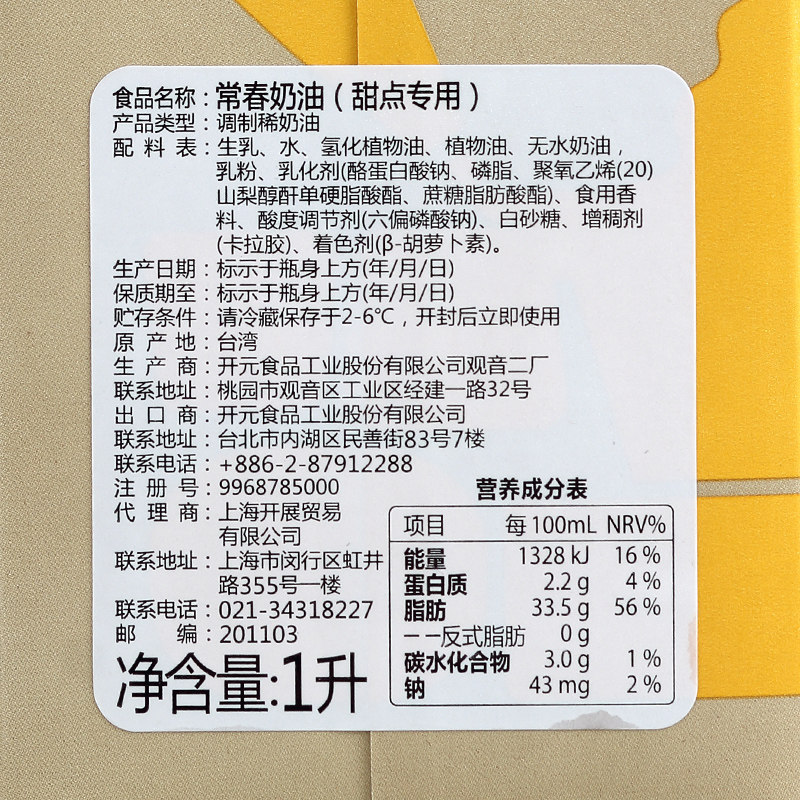 食品名称：常春奶油（甜点专用）
产品类型：调制稀奶油
配料表：生乳、水、氢化植物油、植物油、无水奶油，
乳粉、乳化剂(酪蛋白酸钠、磷脂、聚氧乙烯(20)
山梨醇酐单硬脂酸酯、蔗糖脂肪酸酯)、食用香
料、酸度调节剂(六偏磷酸钠)、白砂糖、增稠剂
(卡拉胶)、着色剂(β-胡萝卜素)。
生产日期：标示于瓶身上方(年/月/日)
保质期至：标示于瓶身上方(年/月/日)
贮存条件：请冷藏保存于2-6℃，开封后立即使用
原产地：台湾
生产商：开元食品工业股份有限公司观音二厂
联系地址：桃园市观音区工业区经建一路32号
出口商：开元食品工业股份有限公司
联系地址：台北市内湖区民善街83号7楼
联系电话：+886-2-87912288
注册号：9968785000
代理商：上海开展贸易
有限公司
联系地址：上海市闵行区虹井
路355号一楼
联系电话：021-34318227
邮编：201103
净含量:1升
营养成分表
项目 每100mL NRV%
能量 1328 kJ 16 %
蛋白质 2.2 g 4 %
脂肪 33.5 g 56 %
——反式脂肪 0 g
碳水化合物 3.0 g 1 %
钠 43 mg 2 %